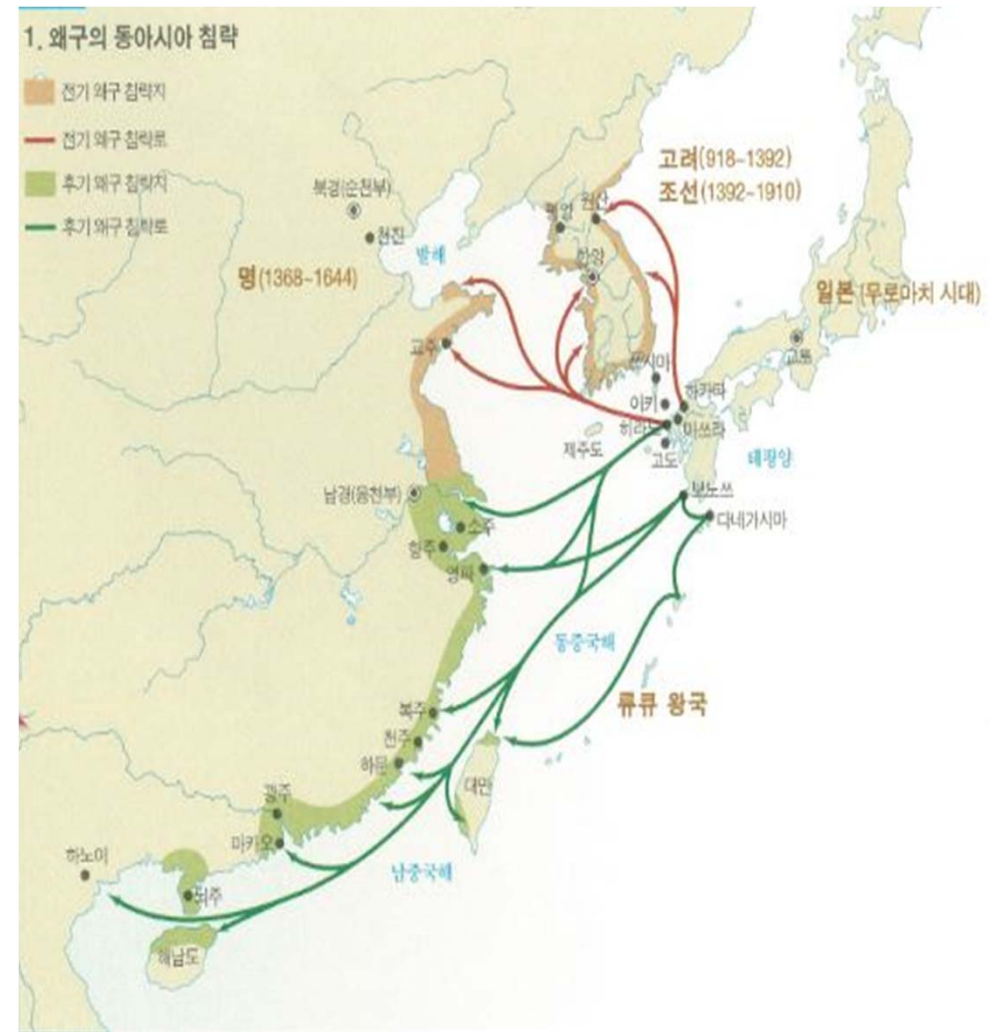 1. 왜구의 동아시아 침략
전기 왜구 침략지
전기 왜구 침략로
후기 왜구 침략지
후기 왜구 침략로
고려(918~1392)
조선(1392~1910)
북경(순천부)
천진
발해
명(1368~1644)
평양
원산
한양
일본 (무로마치 시대)
교토
교주
쓰시마
이키
하카타
히라도
마쓰라
제주도
고도
태평양
남경(응천부)
보노쓰
다네가시마
소주
항주
영파
동중국해
류큐 왕국
복주
천주
하문
대만
광주
마카오
하노이
남중국해
뇌주
해남도